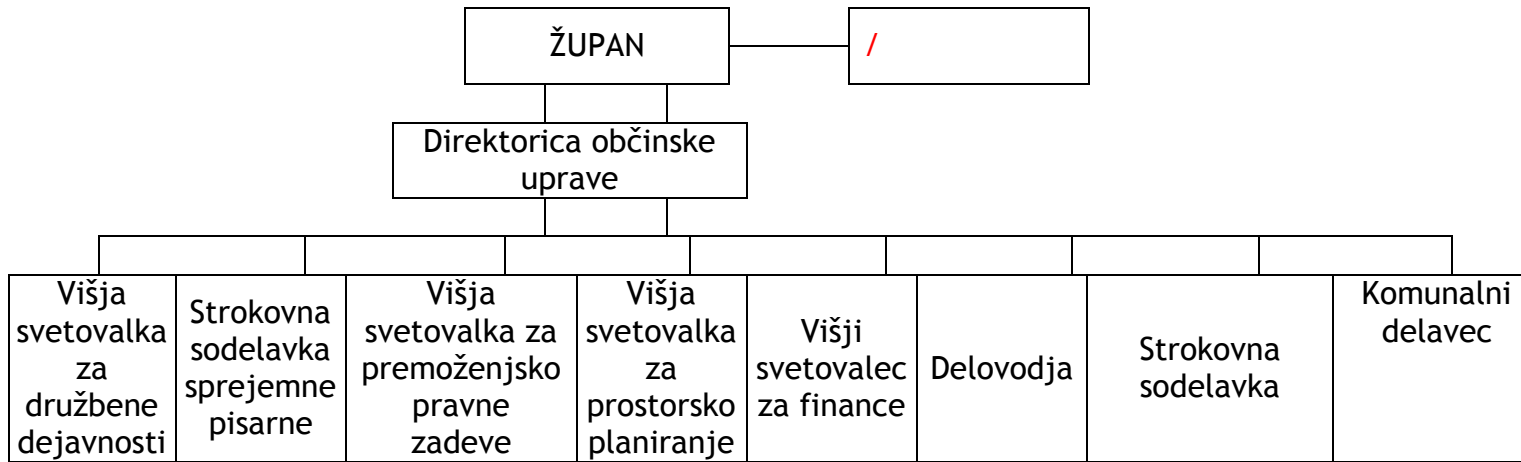 ŽUPAN
/
Direktorica občinske
uprave
Višja
svetovalka
za
družbene
dejavnosti
Strokovna
sodelavka
sprejemne
pisarne
Višja
svetovalka za
premoženjsko
pravne
zadeve
Višja
svetovalka
za
prostorsko
planiranje
Višji
svetovalec
za finance
Delovodja
Strokovna
sodelavka
Komunalni
delavec